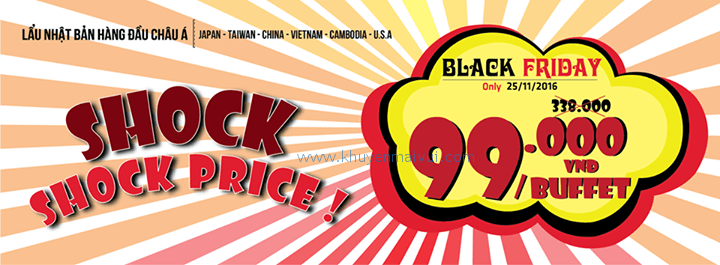 LẨU NHẬT BẢN HÀNG ĐẦU CHÂU Á
JAPAN - TAIWAN - CHINA - VIETNAM - CAMBODIA - U.S.A
SHOCK
SHOCK PRICE !
BLACK FRIDAY
Only 25/11/2016
338.000
99.000
VND
/BUFFET